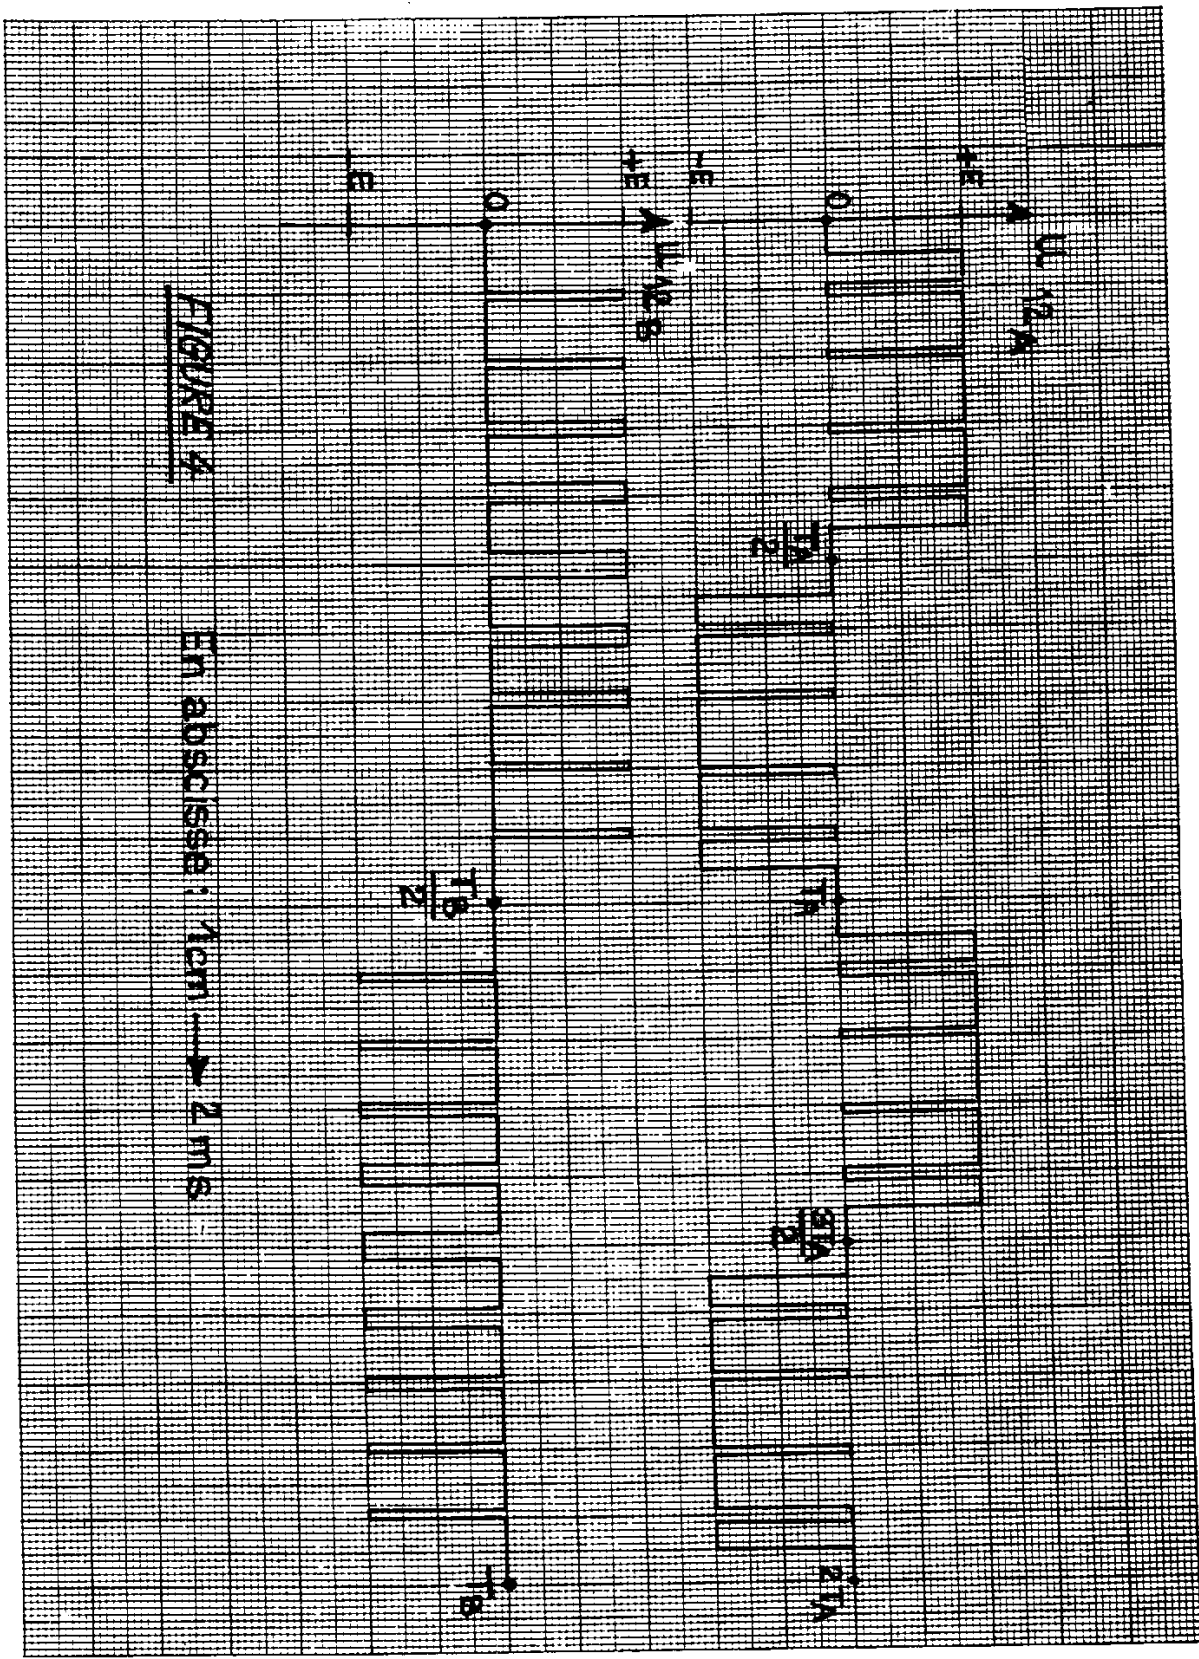 U12A
+E
0
-E
TA/2
TA
3TA/2
2TA
U12B
+E
0
-E
TB/2
TB
FIGURE 4
En abscisse: 1cm → 2 ms